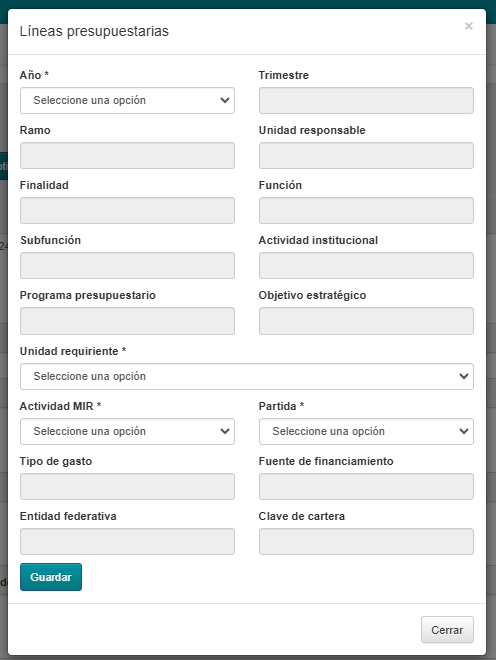 Líneas presupuestarias ×
Año * Trimestre
Seleccione una opción
Ramo Unidad responsable
Finalidad Función
Subfunción Actividad institucional
Programa presupuestario Objetivo estratégico
Unidad requiriente *
Seleccione una opción
Actividad MIR * Partida *
Seleccione una opción Seleccione una opción
Tipo de gasto Fuente de financiamiento
Entidad federativa Clave de cartera
Guardar
Cerrar